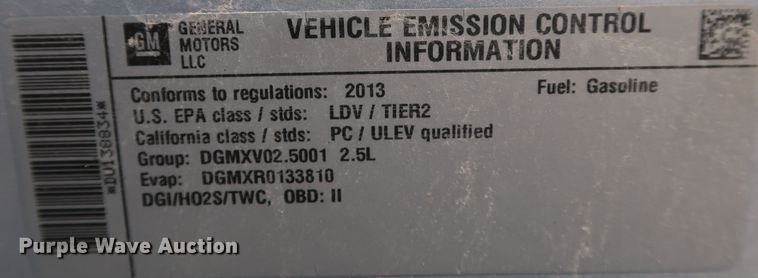 GM
GENERAL
MOTORS
LLC
VEHICLE EMISSION CONTROL
INFORMATION
Conforms to regulations: 2013 Fuel: Gasoline
U.S. EPA class / stds: LDV / TIER2
California class / stds: PC / ULEV qualified
Group: DGMXV02.5001 2.5L
Evap: DGMXR0133810
DGI/HO2S/TWC, OBD: II
*DU138834*
Purple Wave Auction